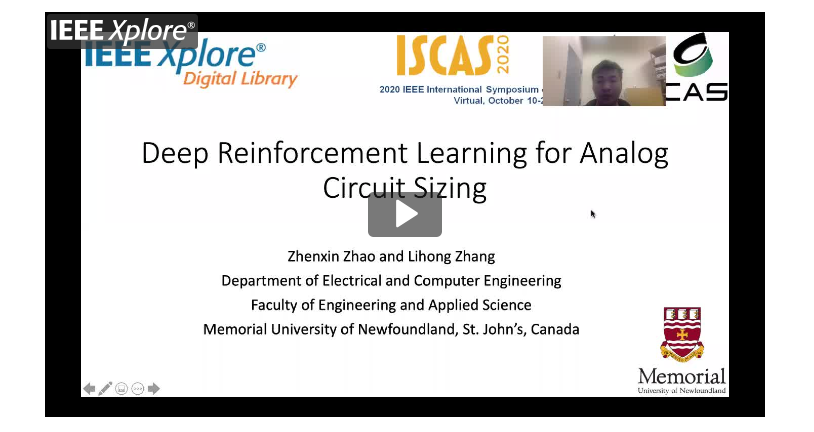 IEEE Xplore®
IEEE Xplore®
Digital Library
ISCAS 2020
2020 IEEE International Symposium
Virtual, October 10-2
CAS
Deep Reinforcement Learning for Analog
Circuit Sizing
Zhenxin Zhao and Lihong Zhang
Department of Electrical and Computer Engineering
Faculty of Engineering and Applied Science
Memorial University of Newfoundland, St. John’s, Canada
Memorial
University of Newfoundland